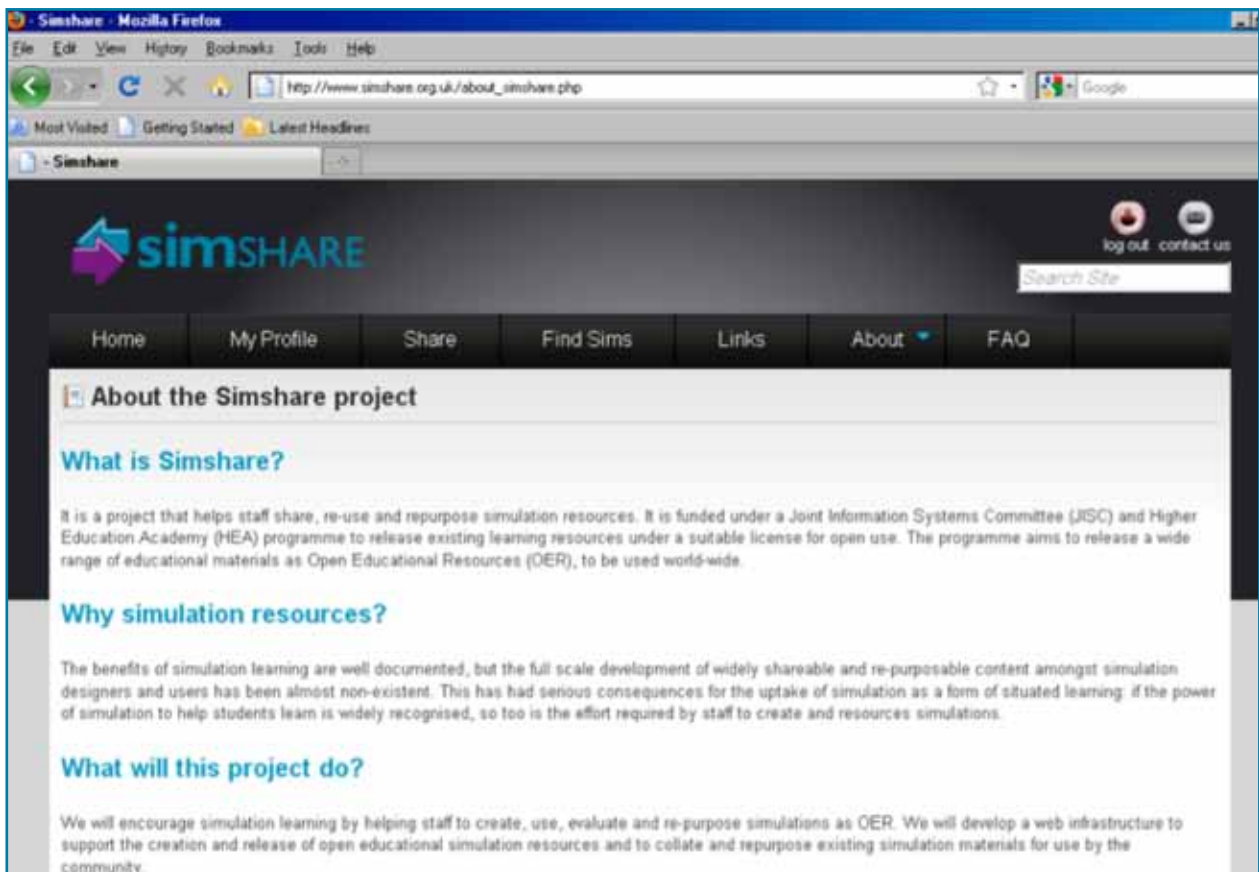 - Simshare - Mozilla Firefox
File Edit View History Bookmarks Tools Help
http://www.simshare.org.uk/about_simshare.php Google
Most Visited Getting Started Latest Headlines
- Simshare
simSHARE
log out contact us
Search Site
Home My Profile Share Find Sims Links About FAQ
About the Simshare project
What is Simshare?
It is a project that helps staff share, re-use and repurpose simulation resources. It is funded under a Joint Information Systems Committee (JISC) and Higher
Education Academy (HEA) programme to release existing learning resources under a suitable license for open use. The programme aims to release a wide
range of educational materials as Open Educational Resources (OER), to be used world-wide.
Why simulation resources?
The benefits of simulation learning are well documented, but the full scale development of widely shareable and re-purposable content amongst simulation
designers and users has been almost non-existent. This has had serious consequences for the uptake of simulation as a form of situated learning: if the power
of simulation to help students learn is widely recognised, so too is the effort required by staff to create and resources simulations.
What will this project do?
We will encourage simulation learning by helping staff to create, use, evaluate and re-purpose simulations as OER. We will develop a web infrastructure to
support the creation and release of open educational simulation resources and to collate and repurpose existing simulation materials for use by the
community.